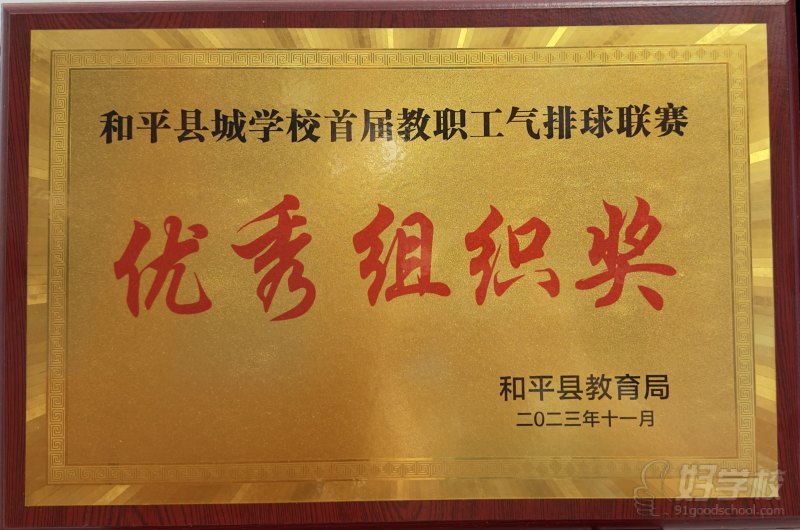 和平县城学校首届教职工气排球联赛
优秀组织奖
和平县教育局
二〇二三年十一月
好学校
91goodschool.com